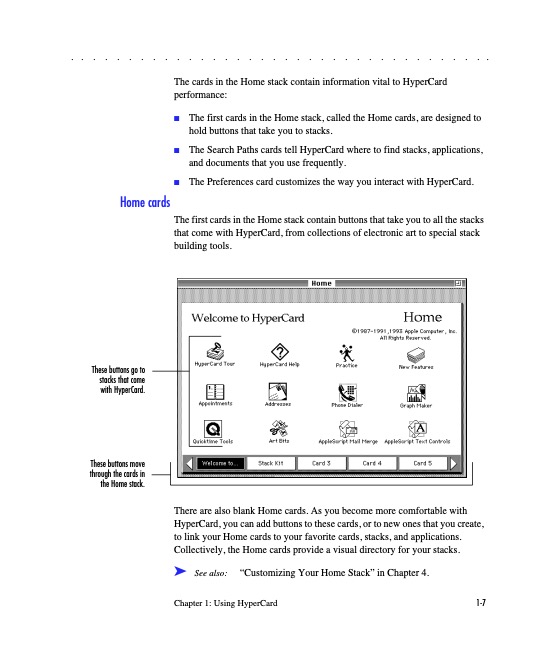 The cards in the Home stack contain information vital to HyperCard
performance:
■ The first cards in the Home stack, called the Home cards, are designed to
hold buttons that take you to stacks.
■ The Search Paths cards tell HyperCard where to find stacks, applications,
and documents that you use frequently.
■ The Preferences card customizes the way you interact with HyperCard.
Home cards
The first cards in the Home stack contain buttons that take you to all the stacks
that come with HyperCard, from collections of electronic art to special stack
building tools.
Home
Welcome to HyperCard
Home
©1987-1991,1993 Apple Computer, Inc.
All Rights Reserved.
HyperCard Tour
HyperCard Help
Practice
New Features
These buttons go to
stacks that come
with HyperCard.
Appointments
Addresses
Phone Dialer
Graph Maker
Quicktime Tools
Art Bits
AppleScript Mail Merge
AppleScript Text Controls
These buttons move
through the cards in
the Home stack.
Welcome to...
Stack Kit
Card 3
Card 4
Card 5
There are also blank Home cards. As you become more comfortable with
HyperCard, you can add buttons to these cards, or to new ones that you create,
to link your Home cards to your favorite cards, stacks, and applications.
Collectively, the Home cards provide a visual directory for your stacks.
See also: “Customizing Your Home Stack” in Chapter 4.
Chapter 1: Using HyperCard
1-7